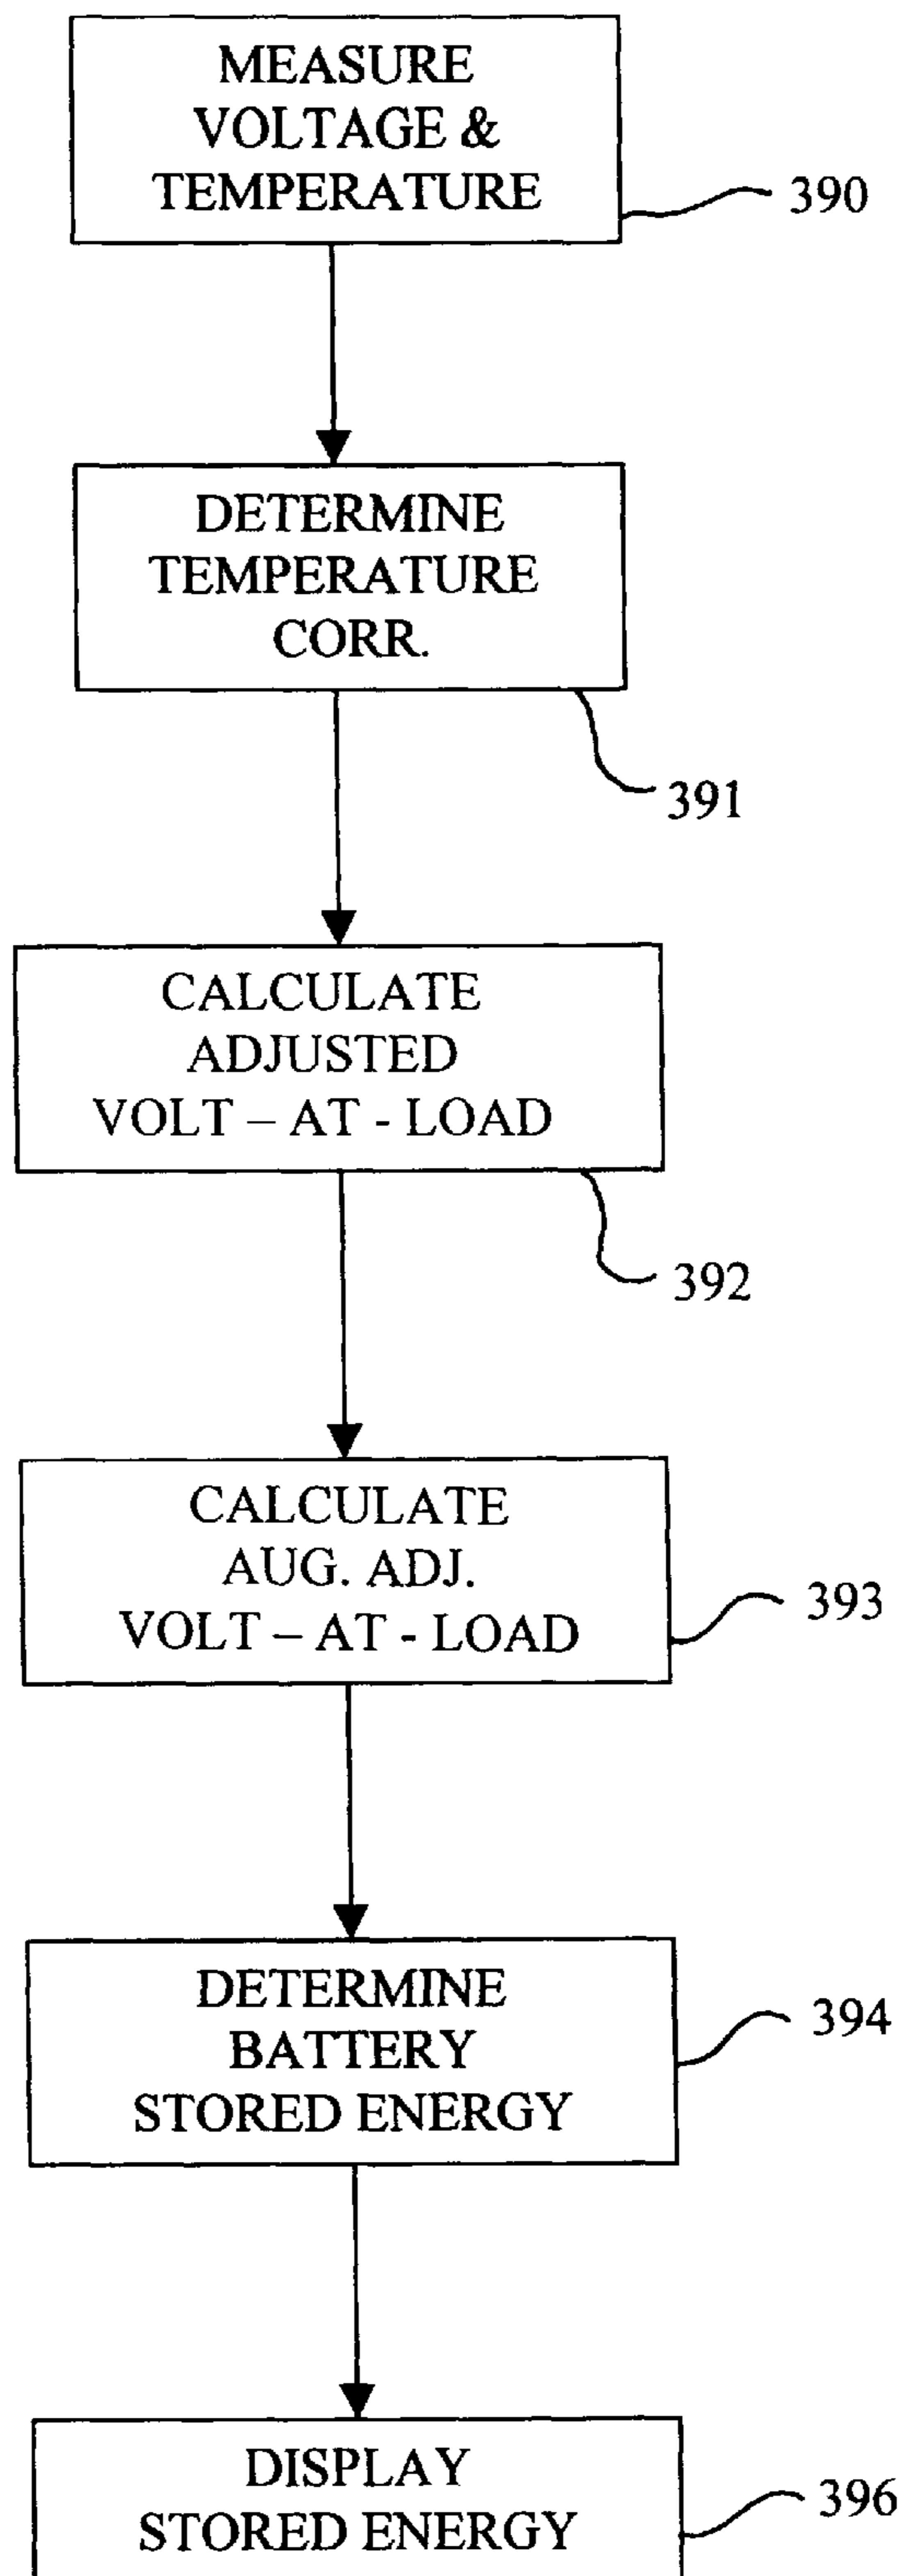 MEASURE
VOLTAGE &
TEMPERATURE
390
DETERMINE
TEMPERATURE
CORR.
391
CALCULATE
ADJUSTED
VOLT – AT - LOAD
392
CALCULATE
AUG. ADJ.
VOLT – AT - LOAD
393
DETERMINE
BATTERY
STORED ENERGY
394
DISPLAY
STORED ENERGY
396